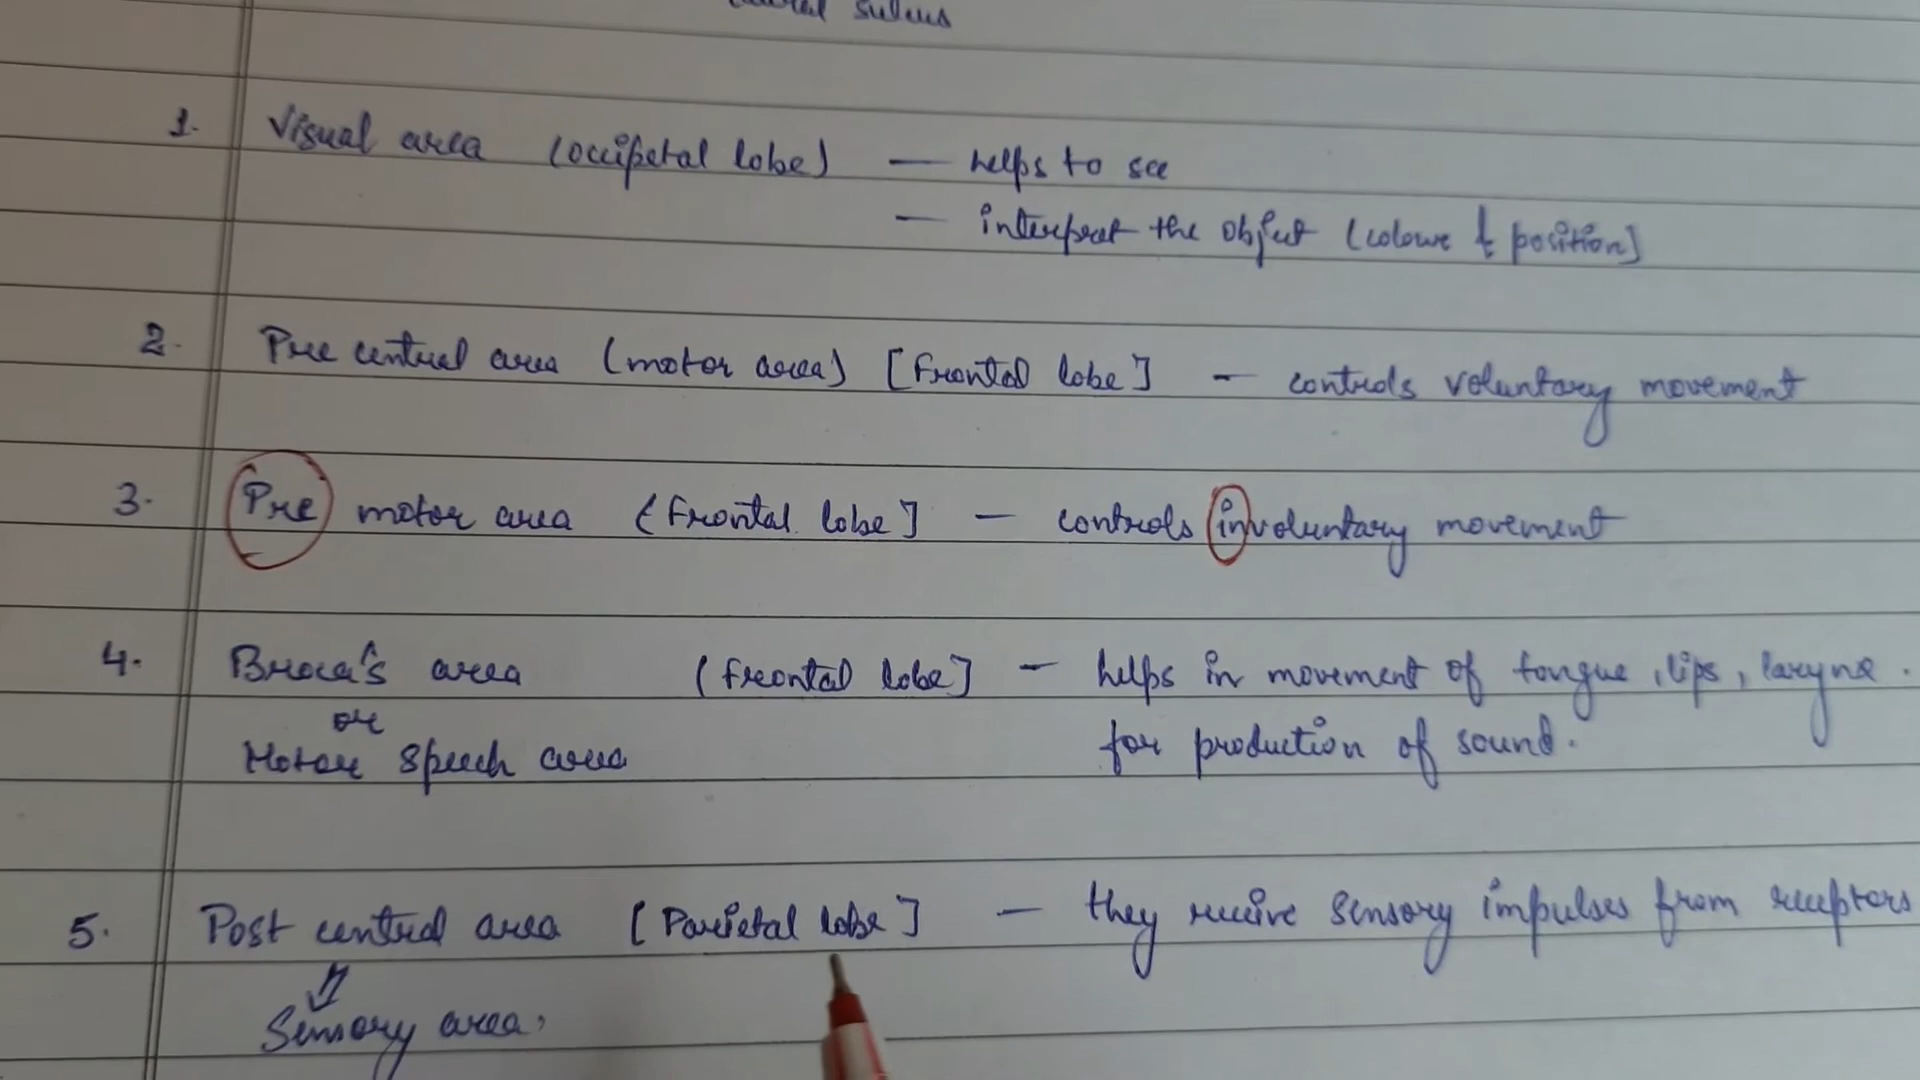 sulcus
1. Visual area (occipetal lobe) — helps to see
— interpret the object (colour & position)
2. Pre central area (motor area) [Frontal lobe] — controls voluntary movement
3. Pre motor area (Frontal lobe] — controls involuntary movement
4. Broca's area (frontal lobe] — helps in movement of tongue, lips, larynx.
or
Motor speech area for production of sound.
5. Post central area [Parietal lobe] — they receive sensory impulses from receptors
Sensory area.